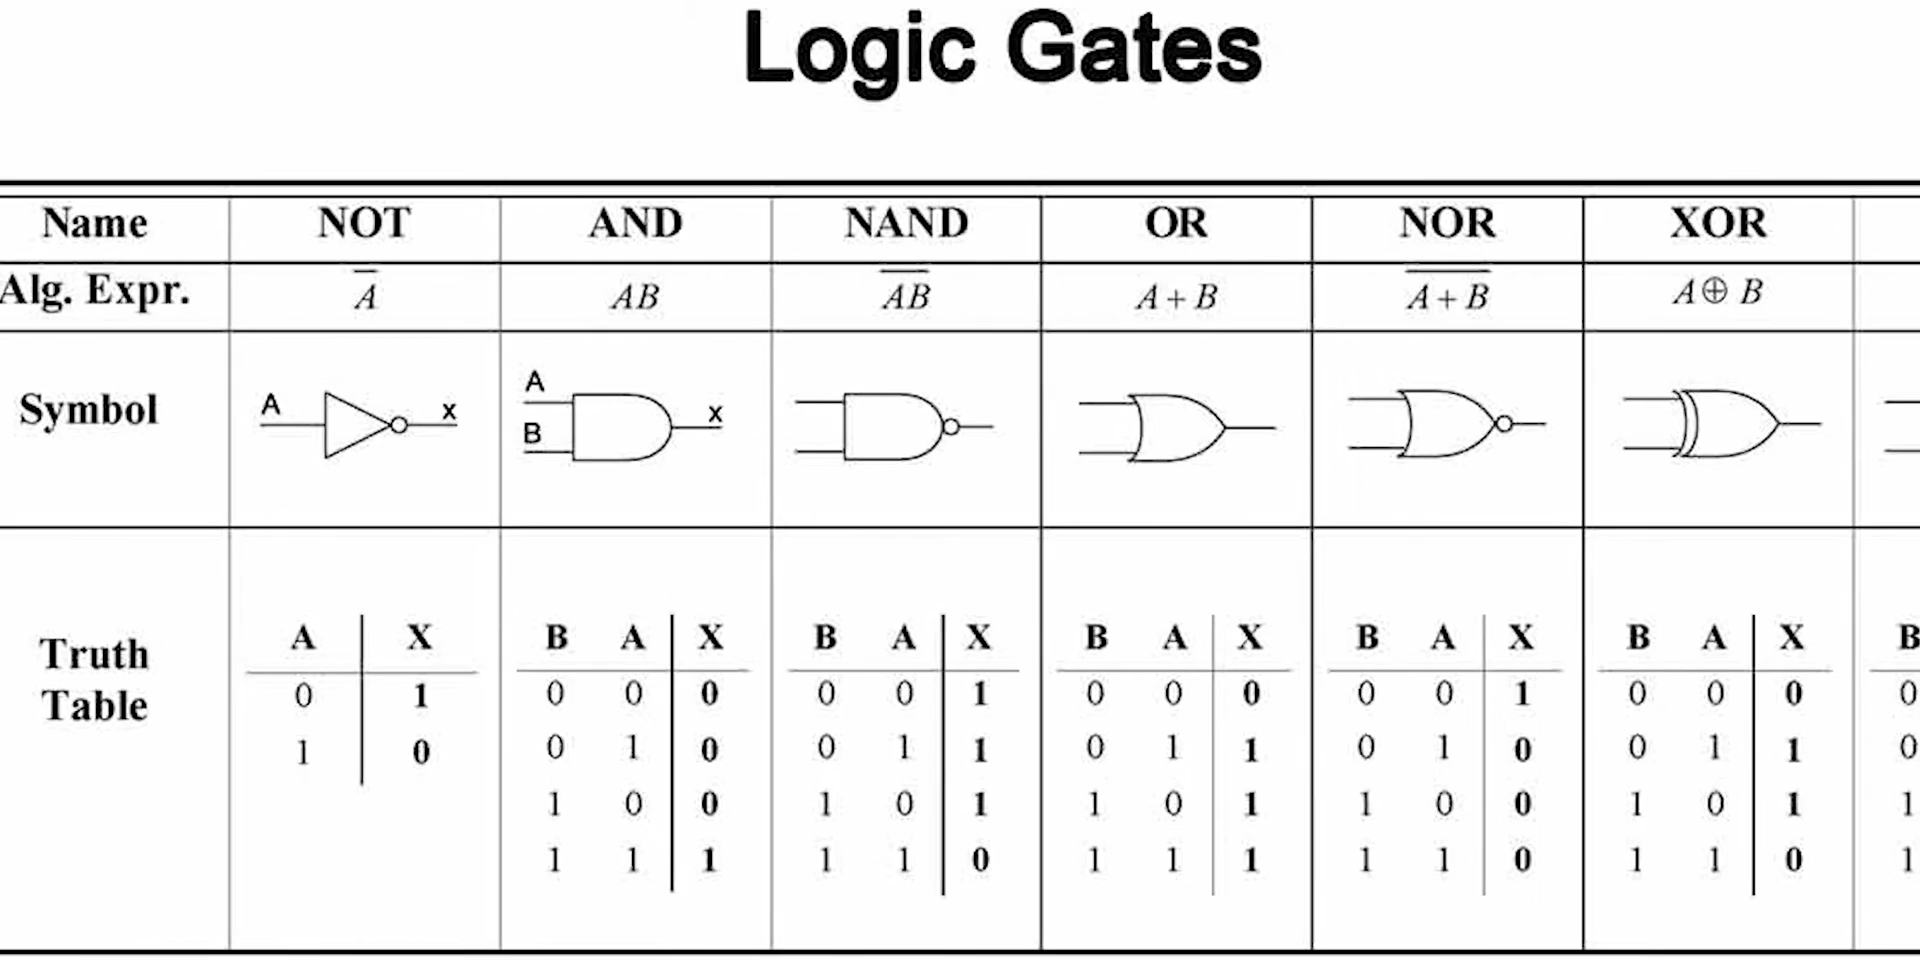 Logic Gates
Name NOT AND NAND OR NOR XOR
Alg. Expr. A̅ AB A̅B̅ A + B A̅ ̅+̅ ̅B̅ A ⊕ B
Symbol A x A B x
Truth Table
A X
0 1
1 0
B A X
0 0 0
0 1 0
1 0 0
1 1 1
B A X
0 0 1
0 1 1
1 0 1
1 1 0
B A X
0 0 0
0 1 1
1 0 1
1 1 1
B A X
0 0 1
0 1 0
1 0 0
1 1 0
B A X
0 0 0
0 1 1
1 0 1
1 1 0
B
0
0
1
1